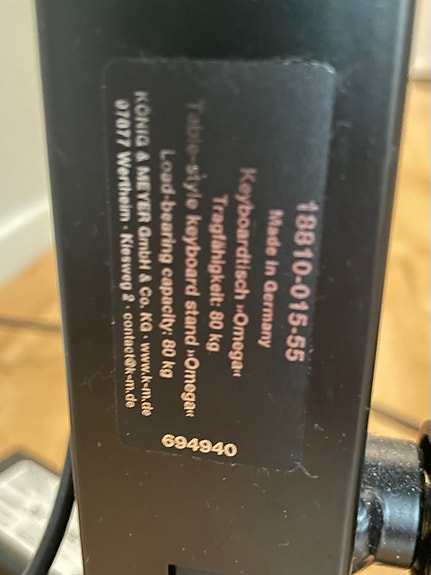 18810-015-55
Made in Germany
Keyboardtisch »Omega«
Tragfähigkeit: 80 kg
Table-style keyboard stand »Omega«
Load-bearing capacity: 80 kg
KÖNIG & MEYER GmbH & Co. KG · www.k-m.de
97877 Wertheim · Kiesweg 2 · contact@k-m.de
694940